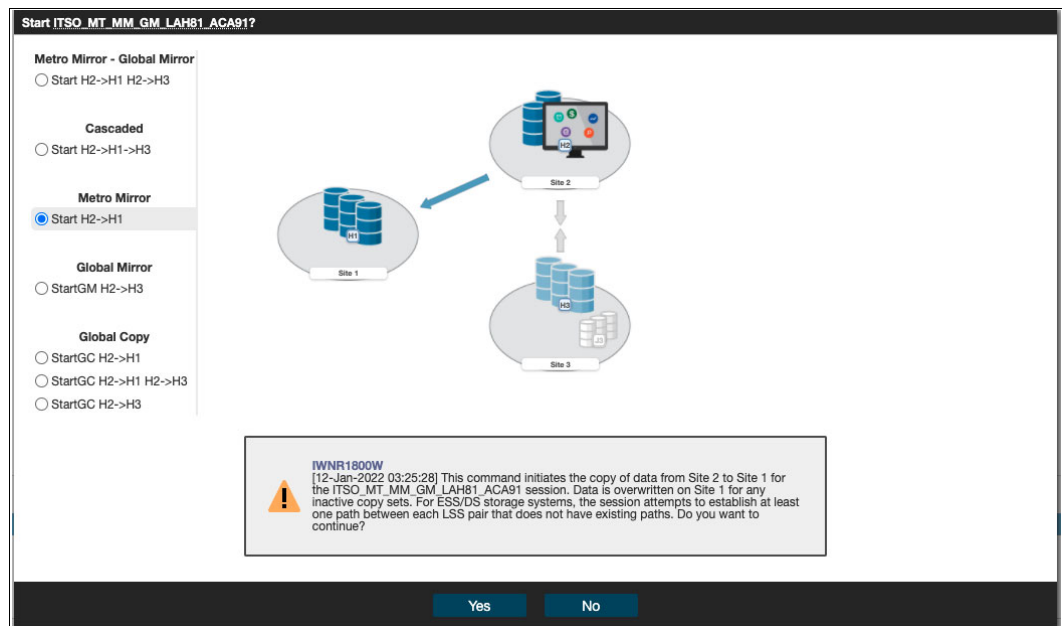 Start ITSO_MT_MM_GM_LAH81_ACA91?
Metro Mirror - Global Mirror
Start H2->H1 H2->H3
Cascaded
Start H2->H1->H3
Metro Mirror
Start H2->H1
Global Mirror
StartGM H2->H3
Global Copy
StartGC H2->H1
StartGC H2->H1 H2->H3
StartGC H2->H3
H2
Site 2
H1
Site 1
H3
J3
Site 3
IWNR1800W
[12-Jan-2022 03:25:28] This command initiates the copy of data from Site 2 to Site 1 for
the ITSO_MT_MM_GM_LAH81_ACA91 session. Data is overwritten on Site 1 for any
inactive copy sets. For ESS/DS storage systems, the session attempts to establish at least
one path between each LSS pair that does not have existing paths. Do you want to
continue?
Yes
No